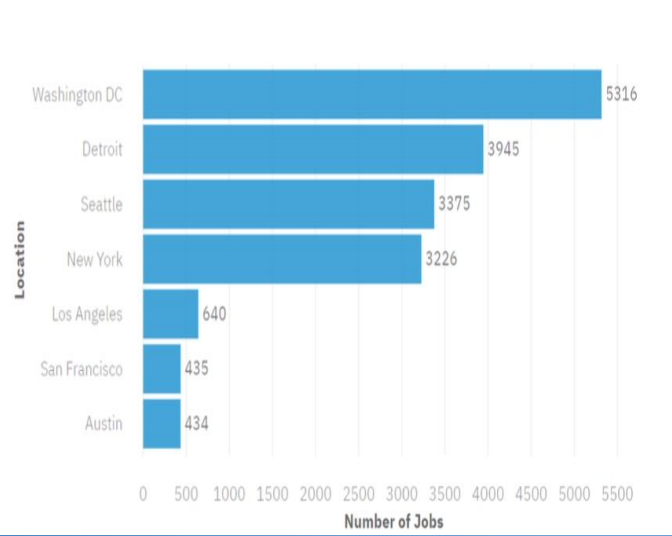 Location
Washington DC 5316
Detroit 3945
Seattle 3375
New York 3226
Los Angeles 640
San Francisco 435
Austin 434
0 500 1000 1500 2000 2500 3000 3500 4000 4500 5000 5500
Number of Jobs